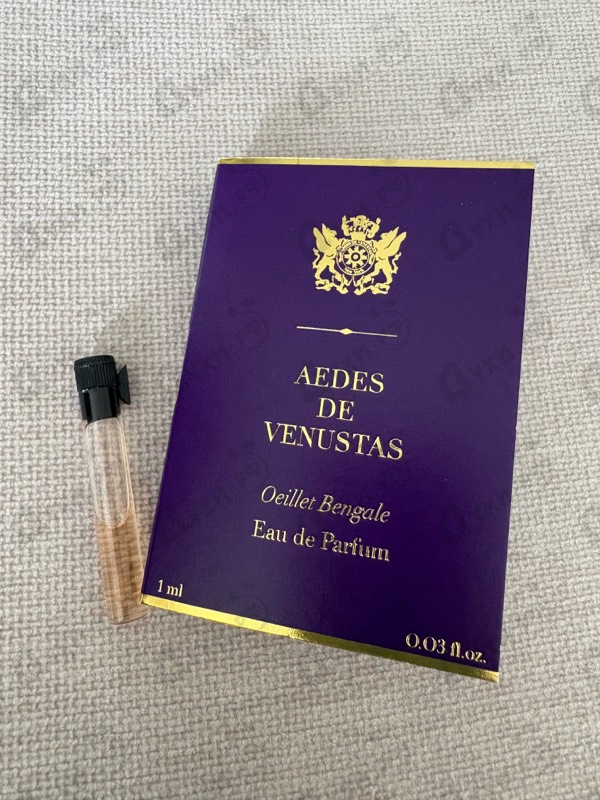 AEDES
DE
VENUSTAS
Oeillet Bengale
Eau de Parfum
1 ml
0.03 fl.oz.